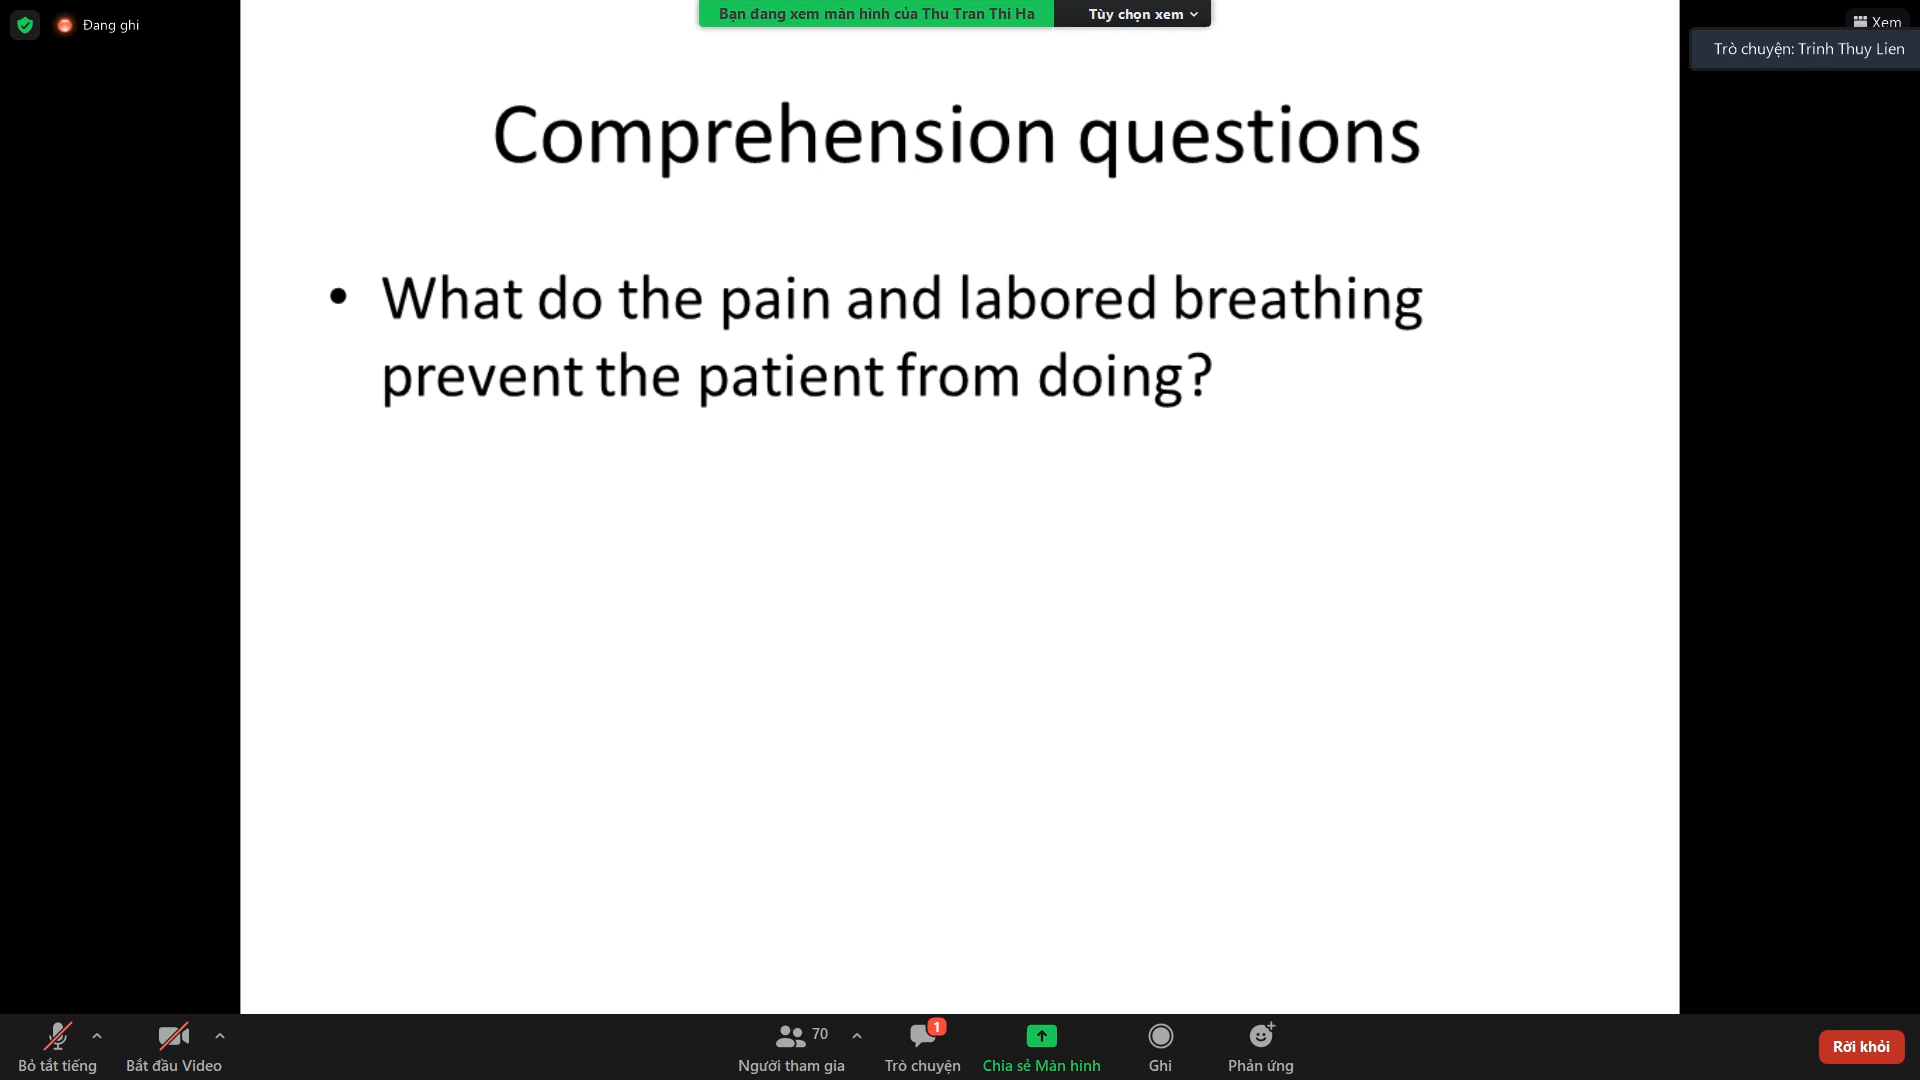 Đang ghi
Bạn đang xem màn hình của Thu Tran Thi Ha
Tùy chọn xem
Xem
Trò chuyện: Trinh Thuy Lien
Comprehension questions
• What do the pain and labored breathing
prevent the patient from doing?
Bỏ tắt tiếng
Bắt đầu Video
70
Người tham gia
1
Trò chuyện
Chia sẻ Màn hình
Ghi
Phản ứng
Rời khỏi